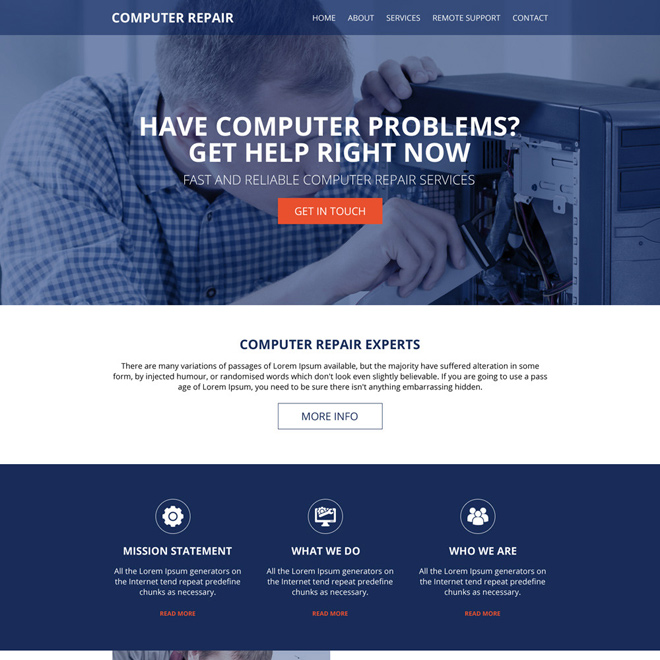 COMPUTER REPAIR
HOME ABOUT SERVICES REMOTE SUPPORT CONTACT
HAVE COMPUTER PROBLEMS?
GET HELP RIGHT NOW
FAST AND RELIABLE COMPUTER REPAIR SERVICES
GET IN TOUCH
COMPUTER REPAIR EXPERTS
There are many variations of passages of Lorem Ipsum available, but the majority have suffered alteration in some
form, by injected humour, or randomised words which don't look even slightly believable. If you are going to use a pass
age of Lorem Ipsum, you need to be sure there isn't anything embarrassing hidden.
MORE INFO
MISSION STATEMENT
All the Lorem Ipsum generators on
the Internet tend repeat predefine
chunks as necessary.
READ MORE
WHAT WE DO
All the Lorem Ipsum generators on
the Internet tend repeat predefine
chunks as necessary.
READ MORE
WHO WE ARE
All the Lorem Ipsum generators on
the Internet tend repeat predefine
chunks as necessary.
READ MORE